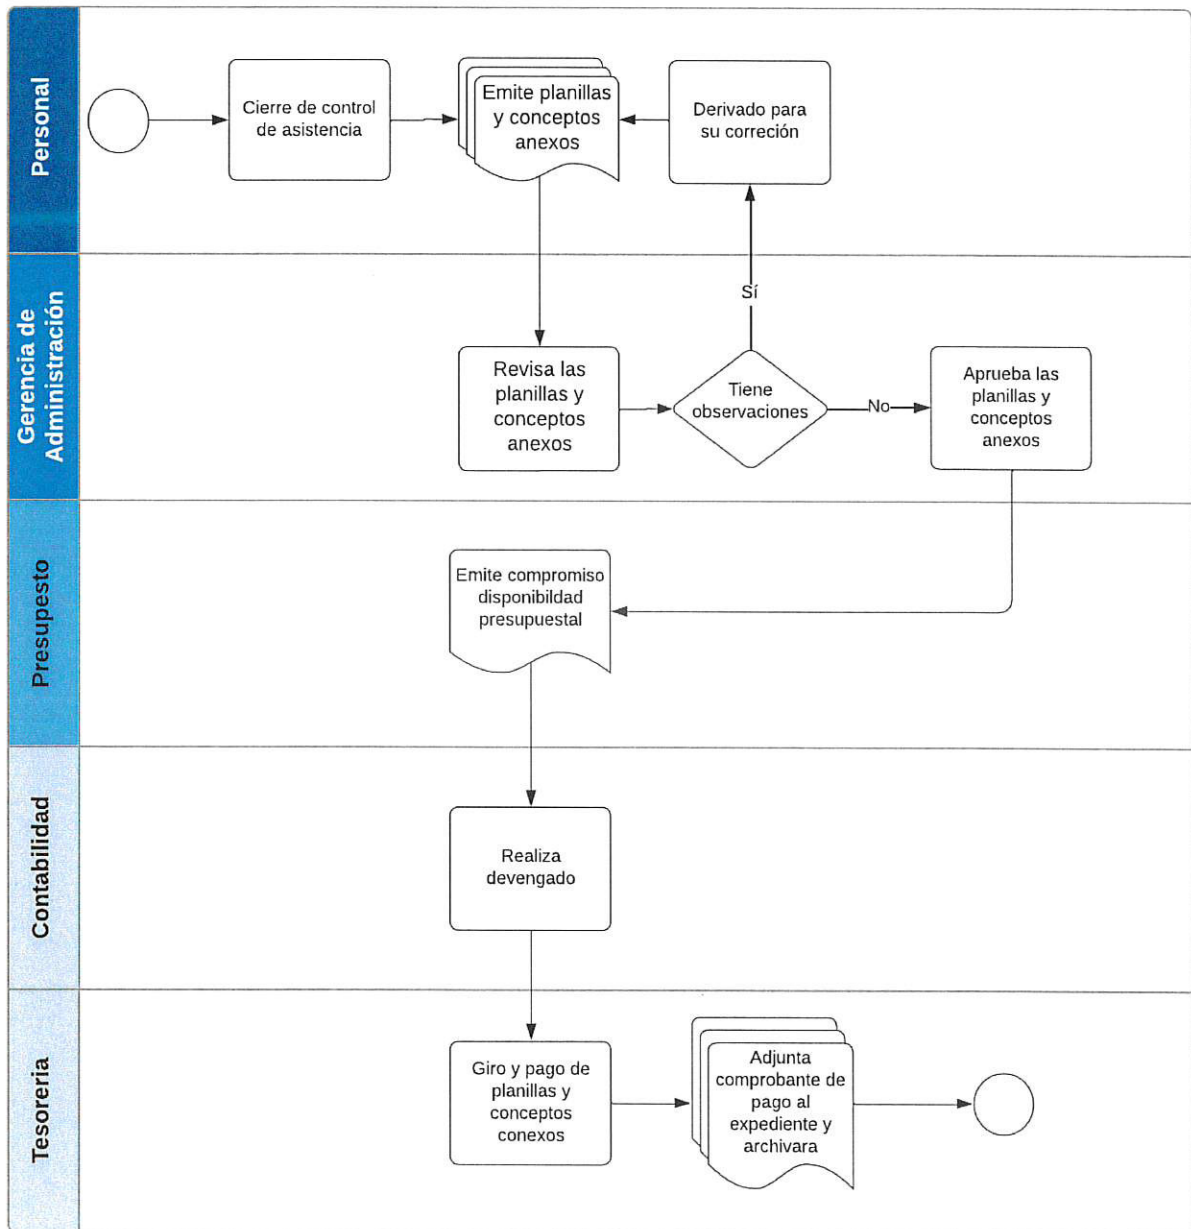 Personal
Cierre de control
de asistencia
Emite planillas
y conceptos
anexos
Derivado para
su correción
Gerencia de
Administración
Revisa las
planillas y
conceptos
anexos
Tiene
observaciones
Sí
No
Aprueba las
planillas y
conceptos
anexos
Presupesto
Emite compromiso
disponibildad
presupuestal
Contabilidad
Realiza
devengado
Tesoreria
Giro y pago de
planillas y
conceptos
conexos
Adjunta
comprobante de
pago al
expediente y
archivara